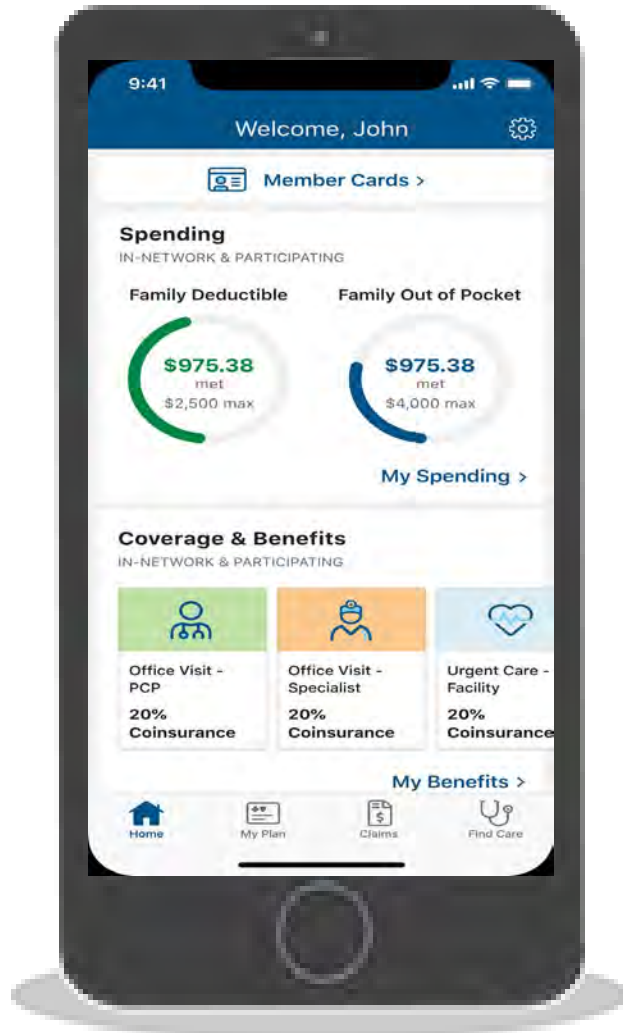 9:41
Welcome, John
Member Cards >
Spending
IN-NETWORK & PARTICIPATING
Family Deductible
Family Out of Pocket
$975.38
met
$2,500 max
$975.38
met
$4,000 max
My Spending >
Coverage & Benefits
IN-NETWORK & PARTICIPATING
Office Visit -
PCP
20%
Coinsurance
Office Visit -
Specialist
20%
Coinsurance
Urgent Care -
Facility
20%
Coinsurance
My Benefits >
Home
My Plan
Claims
Find Care